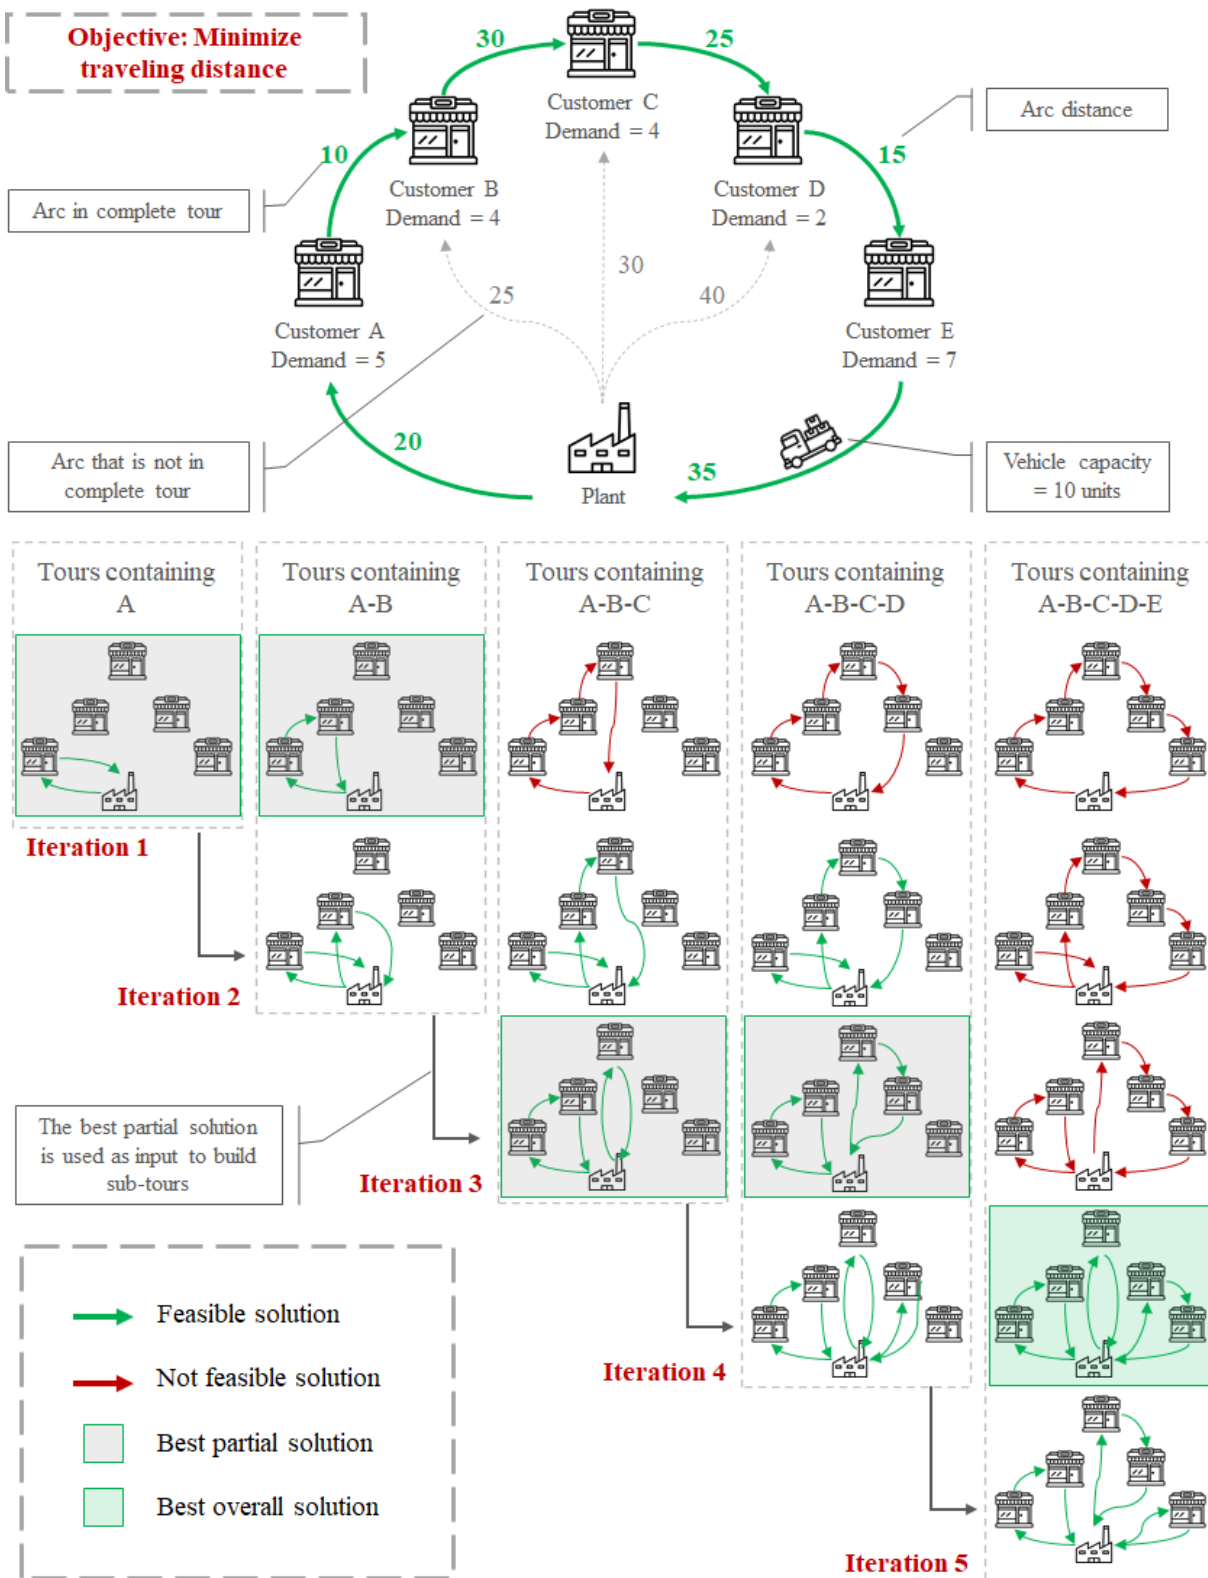 Objective: Minimize
traveling distance
30
25
Customer C
Demand = 4
Arc distance
10
15
Customer B
Demand = 4
Customer D
Demand = 2
Arc in complete tour
30
25
40
Customer A
Demand = 5
Customer E
Demand = 7
20
35
Arc that is not in
complete tour
Plant
Vehicle capacity
= 10 units
Tours containing
A
Tours containing
A-B
Tours containing
A-B-C
Tours containing
A-B-C-D
Tours containing
A-B-C-D-E
Iteration 1
Iteration 2
The best partial solution
is used as input to build
sub-tours
Iteration 3
Feasible solution
Not feasible solution
Best partial solution
Best overall solution
Iteration 4
Iteration 5